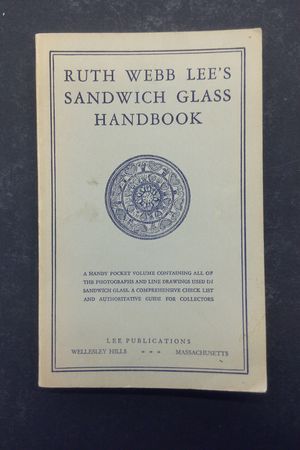 RUTH WEBB LEE'S
SANDWICH GLASS
HANDBOOK
A HANDY POCKET VOLUME CONTAINING ALL OF
THE PHOTOGRAPHS AND LINE DRAWINGS USED IN
SANDWICH GLASS. A COMPREHENSIVE CHECK LIST
AND AUTHORITATIVE GUIDE FOR COLLECTORS
LEE PUBLICATIONS
WELLESLEY HILLS MASSACHUSETTS